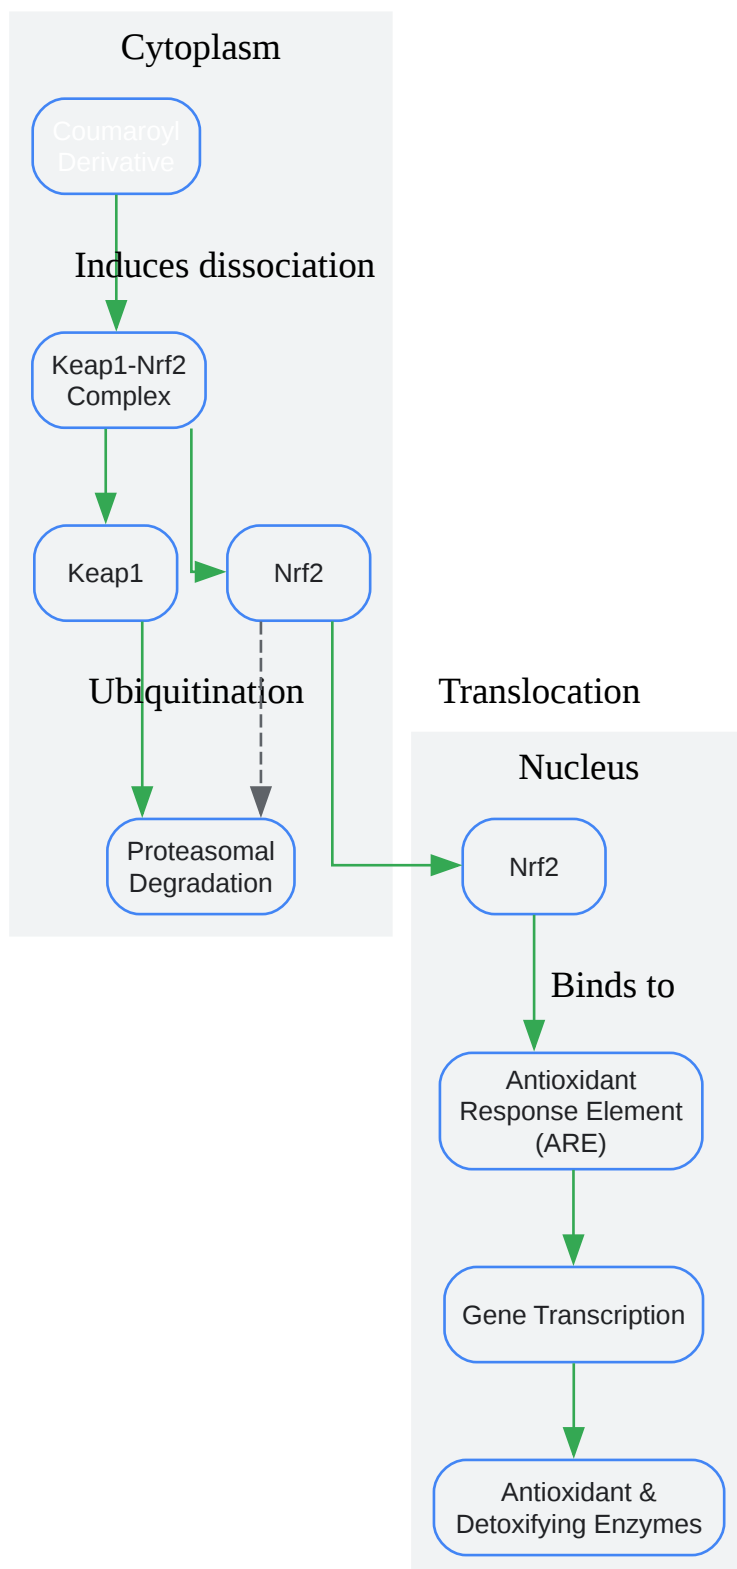 Cytoplasm
Coumaroyl
Derivative
Induces dissociation
Keap1-Nrf2
Complex
Keap1
Nrf2
Ubiquitination
Translocation
Nucleus
Proteasomal
Degradation
Nrf2
Binds to
Antioxidant
Response Element
(ARE)
Gene Transcription
Antioxidant &
Detoxifying Enzymes